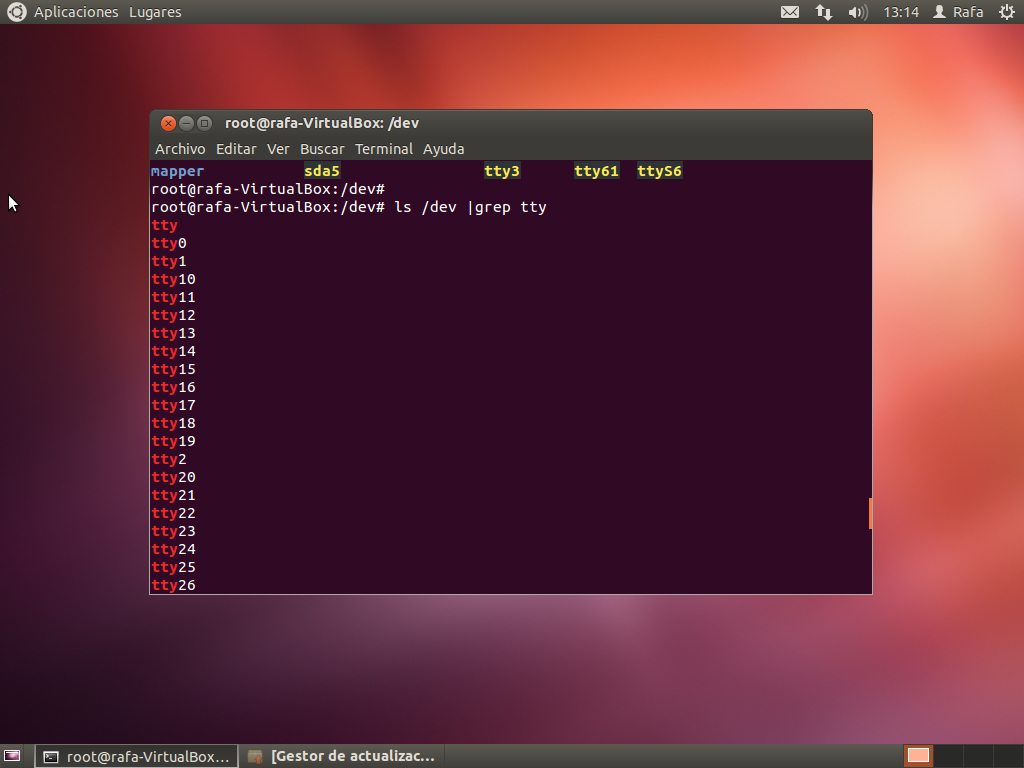 Aplicaciones Lugares 13:14 Rafa
root@rafa-VirtualBox: /dev
Archivo Editar Ver Buscar Terminal Ayuda
mapper sda5 tty3 tty61 ttyS6
root@rafa-VirtualBox:/dev#
root@rafa-VirtualBox:/dev# ls /dev |grep tty
tty
tty0
tty1
tty10
tty11
tty12
tty13
tty14
tty15
tty16
tty17
tty18
tty19
tty2
tty20
tty21
tty22
tty23
tty24
tty25
tty26
root@rafa-VirtualBox... [Gestor de actualizac...